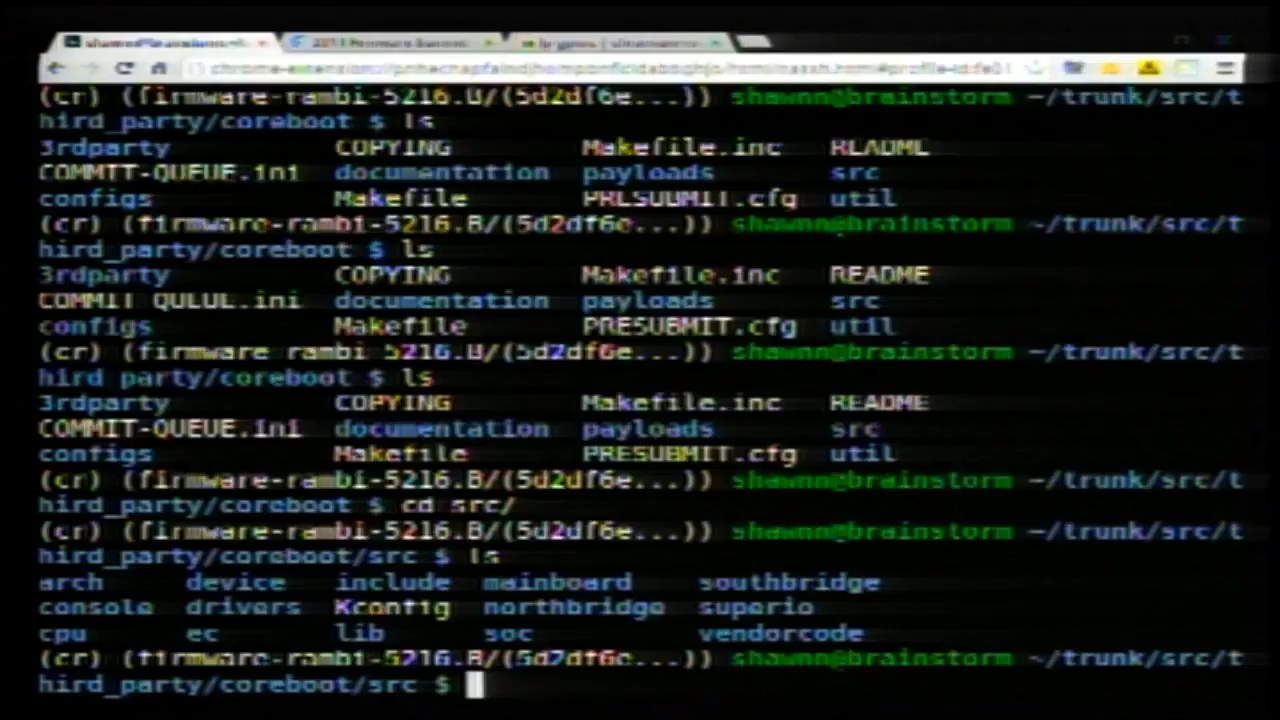 (cr) (firmware-rambi-5216.B/(5d2df6e...)) shawnn@brainstorm ~/trunk/src/t
hird_party/coreboot $ ls
3rdparty COPYING Makefile.inc README
COMMIT-QUEUE.ini documentation payloads src
configs Makefile PRESUBMIT.cfg util
(cr) (firmware-rambi-5216.B/(5d2df6e...)) shawnn@brainstorm ~/trunk/src/t
hird_party/coreboot $ ls
3rdparty COPYING Makefile.inc README
COMMIT-QUEUE.ini documentation payloads src
configs Makefile PRESUBMIT.cfg util
(cr) (firmware-rambi-5216.B/(5d2df6e...)) shawnn@brainstorm ~/trunk/src/t
hird_party/coreboot $ ls
3rdparty COPYING Makefile.inc README
COMMIT-QUEUE.ini documentation payloads src
configs Makefile PRESUBMIT.cfg util
(cr) (firmware-rambi-5216.B/(5d2df6e...)) shawnn@brainstorm ~/trunk/src/t
hird_party/coreboot $ cd src/
(cr) (firmware-rambi-5216.B/(5d2df6e...)) shawnn@brainstorm ~/trunk/src/t
hird_party/coreboot/src $ ls
arch device include mainboard southbridge
console drivers Kconfig northbridge superio
cpu ec lib soc vendorcode
(cr) (firmware-rambi-5216.B/(5d2df6e...)) shawnn@brainstorm ~/trunk/src/t
hird_party/coreboot/src $